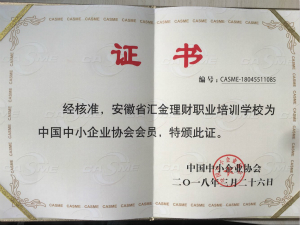 证书
编号：CASME-18045511085
经核准，安徽省汇金理财职业培训学校为
中国中小企业协会会员，特颁此证。
中国中小企业协会
二〇一八年三月二十六日